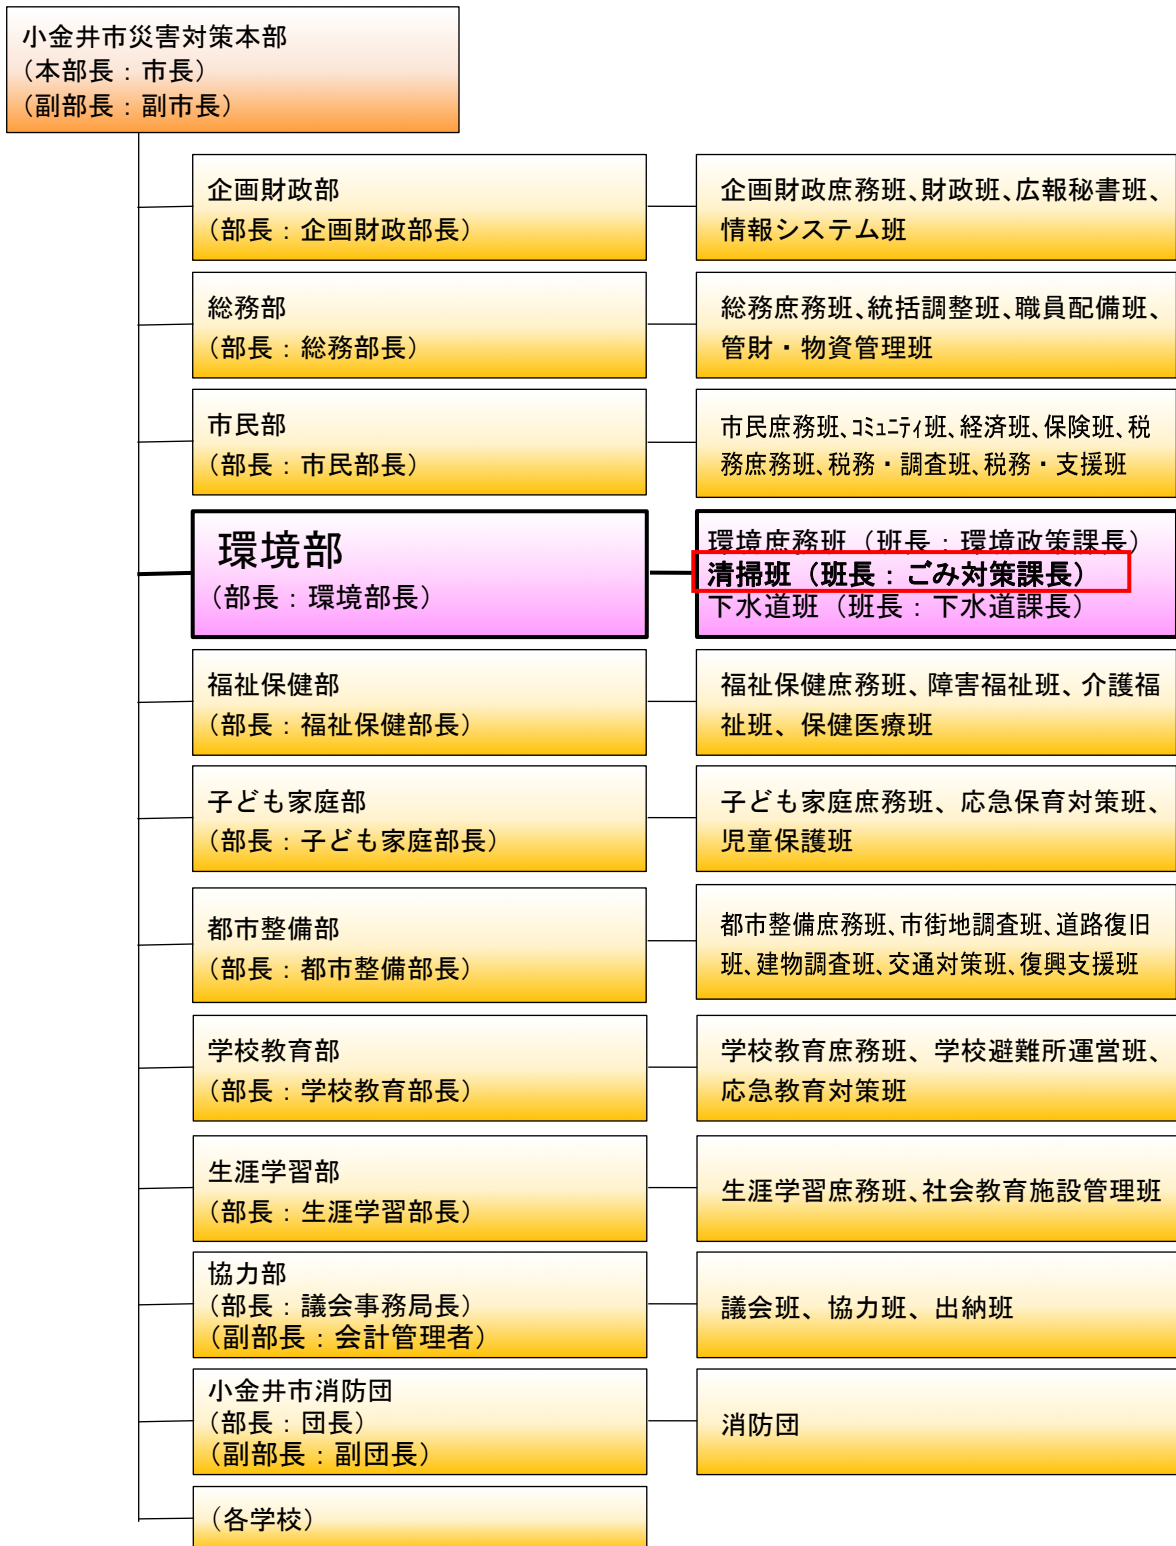 小金井市災害対策本部
（本部長：市長）
（副部長：副市長）
企画財政部
（部長：企画財政部長）
企画財政庶務班、財政班、広報秘書班、
情報システム班
総務部
（部長：総務部長）
総務庶務班、統括調整班、職員配備班、
管財・物資管理班
市民部
（部長：市民部長）
市民庶務班、ｺﾐｭﾆﾃｨ班、経済班、保険班、税
務庶務班、税務・調査班、税務・支援班
環境部
（部長：環境部長）
環境庶務班（班長：環境政策課長）
清掃班（班長：ごみ対策課長）
下水道班（班長：下水道課長）
福祉保健部
（部長：福祉保健部長）
福祉保健庶務班、障害福祉班、介護福
祉班、保健医療班
子ども家庭部
（部長：子ども家庭部長）
子ども家庭庶務班、応急保育対策班、
児童保護班
都市整備部
（部長：都市整備部長）
都市整備庶務班、市街地調査班、道路復旧
班、建物調査班、交通対策班、復興支援班
学校教育部
（部長：学校教育部長）
学校教育庶務班、学校避難所運営班、
応急教育対策班
生涯学習部
（部長：生涯学習部長）
生涯学習庶務班、社会教育施設管理班
協力部
（部長：議会事務局長）
（副部長：会計管理者）
議会班、協力班、出納班
小金井市消防団
（部長：団長）
（副部長：副団長）
消防団
（各学校）